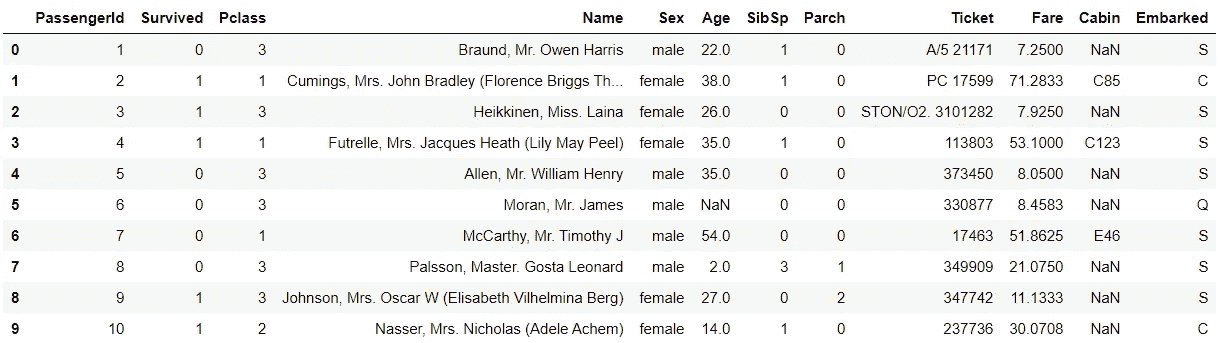 PassengerId Survived Pclass Name Sex Age SibSp Parch Ticket Fare Cabin Embarked
0 1 0 3 Braund, Mr. Owen Harris male 22.0 1 0 A/5 21171 7.2500 NaN S
1 2 1 1 Cumings, Mrs. John Bradley (Florence Briggs Th... female 38.0 1 0 PC 17599 71.2833 C85 C
2 3 1 3 Heikkinen, Miss. Laina female 26.0 0 0 STON/O2. 3101282 7.9250 NaN S
3 4 1 1 Futrelle, Mrs. Jacques Heath (Lily May Peel) female 35.0 1 0 113803 53.1000 C123 S
4 5 0 3 Allen, Mr. William Henry male 35.0 0 0 373450 8.0500 NaN S
5 6 0 3 Moran, Mr. James male NaN 0 0 330877 8.4583 NaN Q
6 7 0 1 McCarthy, Mr. Timothy J male 54.0 0 0 17463 51.8625 E46 S
7 8 0 3 Palsson, Master. Gosta Leonard male 2.0 3 1 349909 21.0750 NaN S
8 9 1 3 Johnson, Mrs. Oscar W (Elisabeth Vilhelmina Berg) female 27.0 0 2 347742 11.1333 NaN S
9 10 1 2 Nasser, Mrs. Nicholas (Adele Achem) female 14.0 1 0 237736 30.0708 NaN C